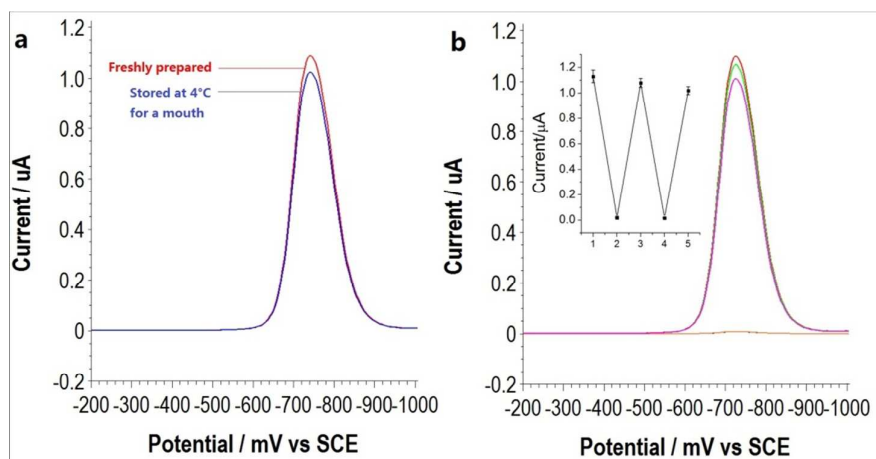 a
1.2
1.0
0.8
0.6
0.4
0.2
0
-0.2
Current / uA
Freshly prepared
Stored at 4°C
for a mouth
-200 -300 -400 -500 -600 -700 -800 -900-1000
Potential / mV vs SCE
b
1.2
1.0
0.8
0.6
0.4
0.2
0
-0.2
Current / uA
1.2
1.0
0.8
0.6
0.4
0.2
0.0
Current/μA
1 2 3 4 5
-200 -300 -400 -500 -600 -700 -800 -900-1000
Potential / mV vs SCE